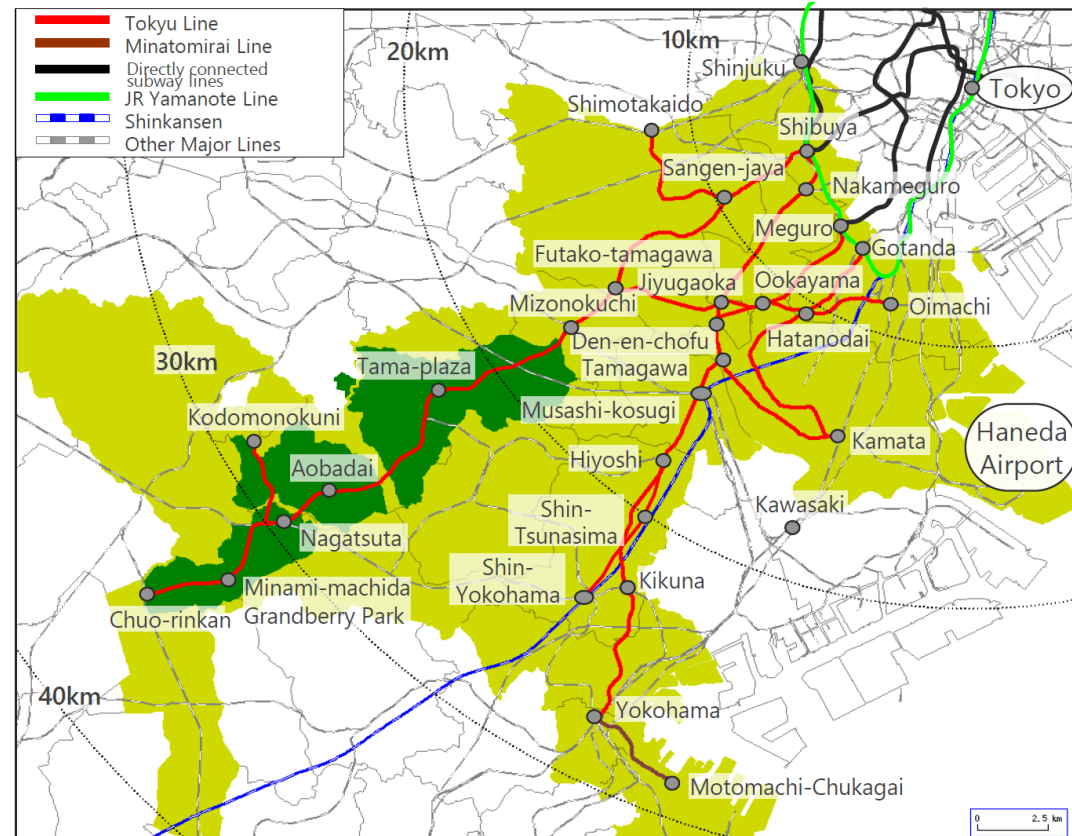 Tokyu Line
Minatomirai Line
Directly connected
subway lines
JR Yamanote Line
Shinkansen
Other Major Lines
20km
10km
Shinjuku
Tokyo
Shimotakaido
Shibuya
Sangen-jaya
Nakameguro
Meguro
Gotanda
Futako-tamagawa
Jiyugaoka
Ookayama
Mizonokuchi
Oimachi
Den-en-chofu
Hatanodai
30km
Tama-plaza
Tamagawa
Musashi-kosugi
Kodomonokuni
Kamata
Haneda
Airport
Aobadai
Hiyoshi
Kawasaki
Shin-
Tsunasima
Nagatsuta
Shin-
Yokohama
Kikuna
Minami-machida
Grandberry Park
Chuo-rinkan
40km
Yokohama
Motomachi-Chukagai
0 2.5 km